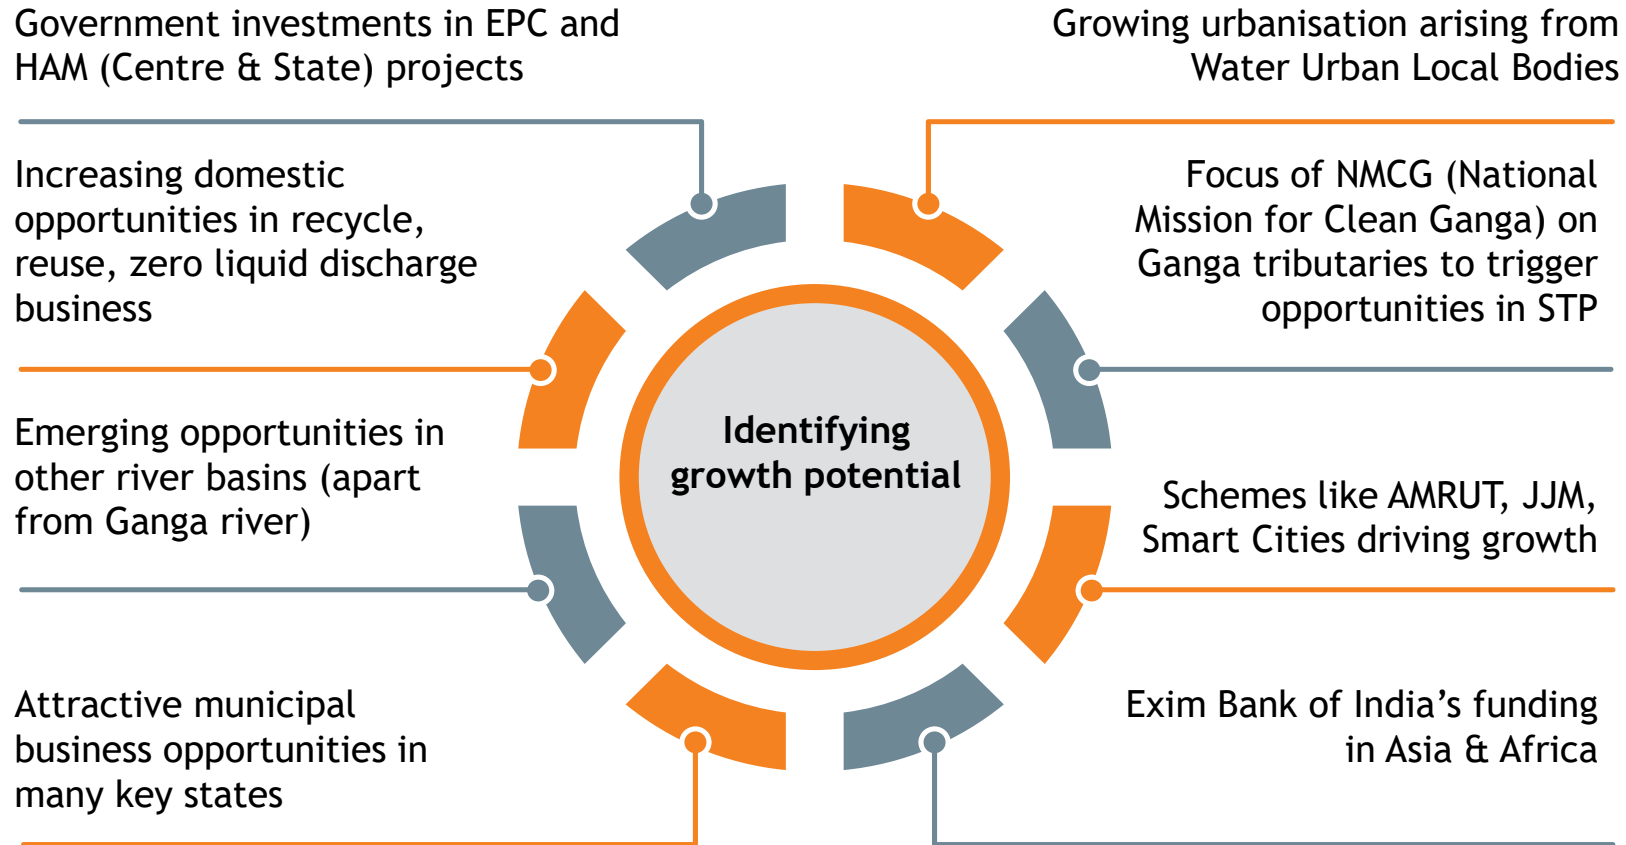 Government investments in EPC and
HAM (Centre & State) projects
Increasing domestic
opportunities in recycle,
reuse, zero liquid discharge
business
Emerging opportunities in
other river basins (apart
from Ganga river)
Attractive municipal
business opportunities in
many key states
Identifying
growth potential
Growing urbanisation arising from
Water Urban Local Bodies
Focus of NMCG (National
Mission for Clean Ganga) on
Ganga tributaries to trigger
opportunities in STP
Schemes like AMRUT, JJM,
Smart Cities driving growth
Exim Bank of India’s funding
in Asia & Africa